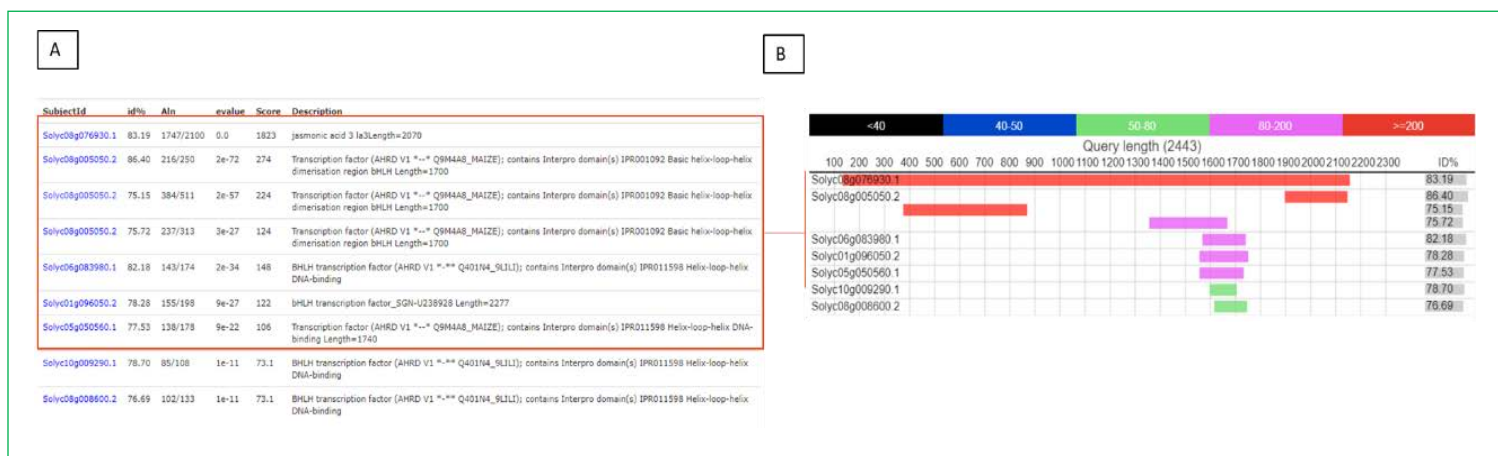 A
B
SubjectId id% Aln evalue Score Description
Solyc08g076930.1 83.19 1747/2100 0.0 1823 jasmonic acid 3 la3Length=2070
Solyc08g005050.2 86.40 216/250 2e-72 274 Transcription factor (AHRD V1 *--* Q9M4A8_MAIZE); contains Interpro domain(s) IPR001092 Basic helix-loop-helix
dimerisation region bHLH Length=1700
Solyc08g005050.2 75.15 384/511 2e-57 224 Transcription factor (AHRD V1 *--* Q9M4A8_MAIZE); contains Interpro domain(s) IPR001092 Basic helix-loop-helix
dimerisation region bHLH Length=1700
Solyc08g005050.2 75.72 237/313 3e-27 124 Transcription factor (AHRD V1 *--* Q9M4A8_MAIZE); contains Interpro domain(s) IPR001092 Basic helix-loop-helix
dimerisation region bHLH Length=1700
Solyc06g083980.1 82.18 143/174 2e-34 148 BHLH transcription factor (AHRD V1 *-** Q401N4_9LILI); contains Interpro domain(s) IPR011598 Helix-loop-helix
DNA-binding
Solyc01g096050.2 78.28 155/198 9e-27 122 bHLH transcription factor_SGN-U238928 Length=2277
Solyc05g050560.1 77.53 138/178 9e-22 106 Transcription factor (AHRD V1 *--* Q9M4A8_MAIZE); contains Interpro domain(s) IPR011598 Helix-loop-helix DNA-
binding Length=1740
Solyc10g009290.1 78.70 85/108 1e-11 73.1 BHLH transcription factor (AHRD V1 *-** Q401N4_9LILI); contains Interpro domain(s) IPR011598 Helix-loop-helix
DNA-binding
Solyc08g008600.2 76.69 102/133 1e-11 73.1 BHLH transcription factor (AHRD V1 *-** Q401N4_9LILI); contains Interpro domain(s) IPR011598 Helix-loop-helix
DNA-binding
<40 40-50 50-80 80-200 >=200
Query length (2443)
100 200 300 400 500 600 700 800 900 1000 1100 1200 1300 1400 1500 1600 1700 1800 1900 2000 2100 2200 2300 ID%
Solyc08g076930.1 83.19
Solyc08g005050.2 86.40
75.15
75.72
Solyc06g083980.1 82.18
Solyc01g096050.2 78.28
Solyc05g050560.1 77.53
Solyc10g009290.1 78.70
Solyc08g008600.2 76.69